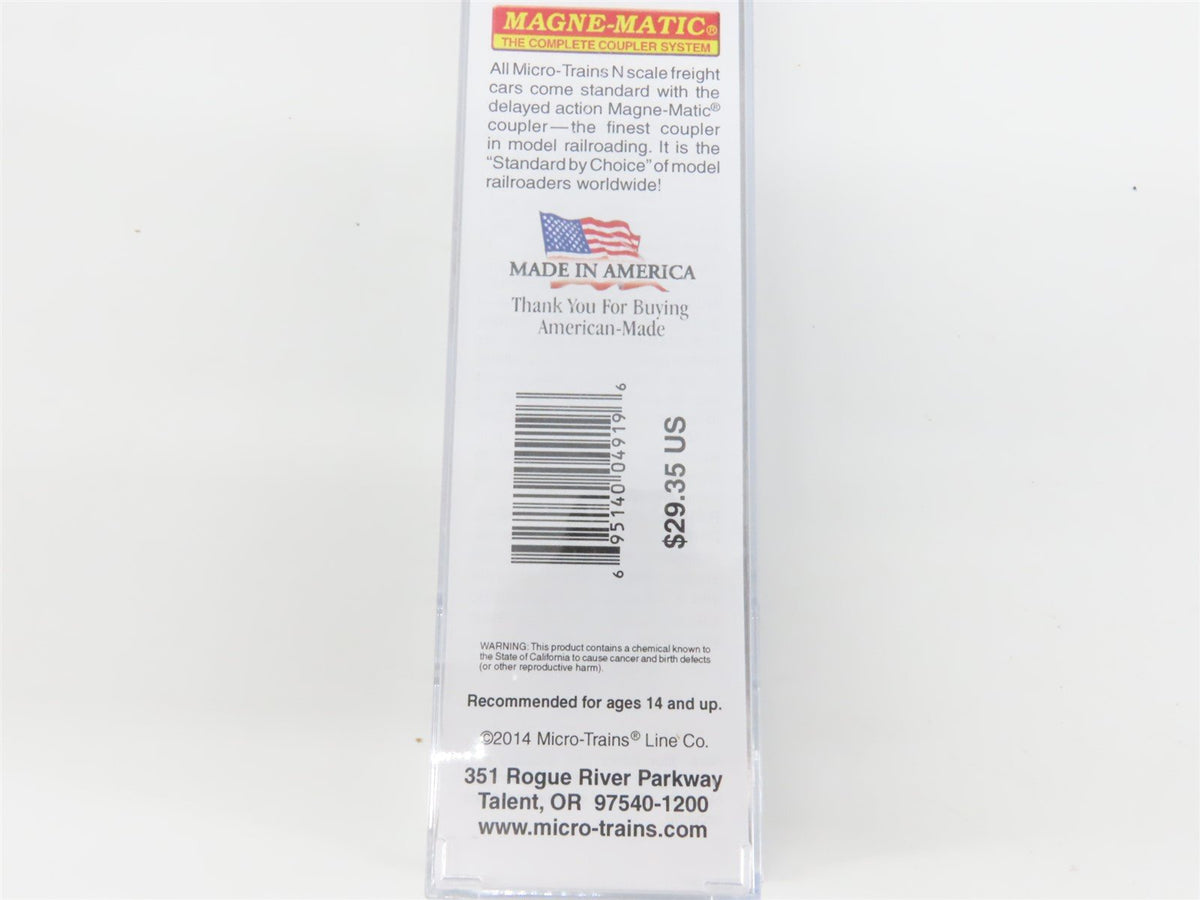 MAGNE-MATIC®
THE COMPLETE COUPLER SYSTEM
All Micro-Trains N scale freight
cars come standard with the
delayed action Magne-Matic®
coupler—the finest coupler
in model railroading. It is the
"Standard by Choice" of model
railroaders worldwide!
MADE IN AMERICA
Thank You For Buying
American-Made
6 95140 04919 6
$29.35 US
WARNING: This product contains a chemical known to
the State of California to cause cancer and birth defects
(or other reproductive harm).
Recommended for ages 14 and up.
©2014 Micro-Trains® Line Co.
351 Rogue River Parkway
Talent, OR 97540-1200
www.micro-trains.com